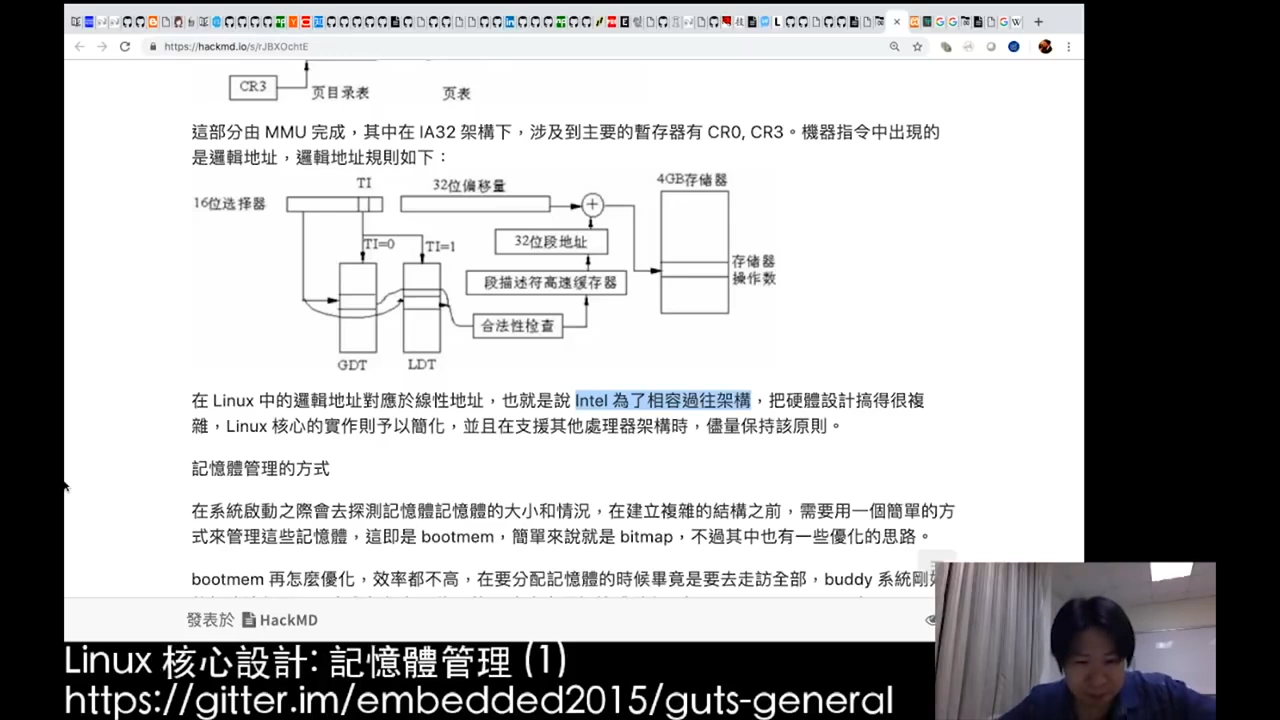 https://hackmd.io/s/rJBXOchtE
CR3
页目录表
页表
這部分由 MMU 完成，其中在 IA32 架構下，涉及到主要的暫存器有 CR0, CR3。機器指令中出現的
是邏輯地址，邏輯地址規則如下：
TI
32位偏移量
4GB存储器
16位选择器
+
TI=0
TI=1
32位段地址
存储器
操作数
段描述符高速缓存器
合法性检查
GDT
LDT
在 Linux 中的邏輯地址對應於線性地址，也就是說 Intel 為了相容過往架構，把硬體設計搞得很複
雜，Linux 核心的實作則予以簡化，並且在支援其他處理器架構時，儘量保持該原則。
記憶體管理的方式
在系統啟動之際會去探測記憶體記憶體的大小和情況，在建立複雜的結構之前，需要用一個簡單的方
式來管理這些記憶體，這即是 bootmem，簡單來說就是 bitmap，不過其中也有一些優化的思路。
bootmem 再怎麼優化，效率都不高，在要分配記憶體的時候畢竟是要去走訪全部，buddy 系統剛
發表於 HackMD
Linux 核心設計: 記憶體管理 (1)
https://gitter.im/embedded2015/guts-general